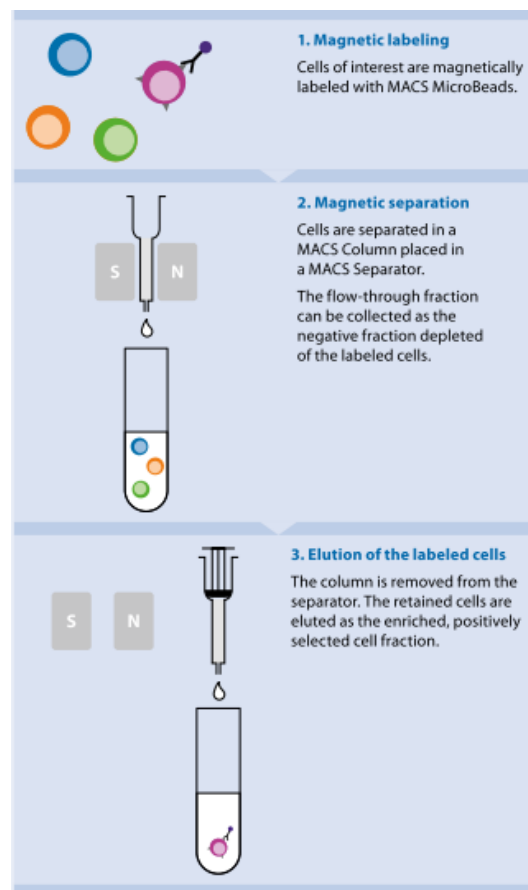 1. Magnetic labeling
Cells of interest are magnetically
labeled with MACS MicroBeads.
2. Magnetic separation
Cells are separated in a
MACS Column placed in
a MACS Separator.
The flow-through fraction
can be collected as the
negative fraction depleted
of the labeled cells.
S N
3. Elution of the labeled cells
The column is removed from the
separator. The retained cells are
eluted as the enriched, positively
selected cell fraction.
S N